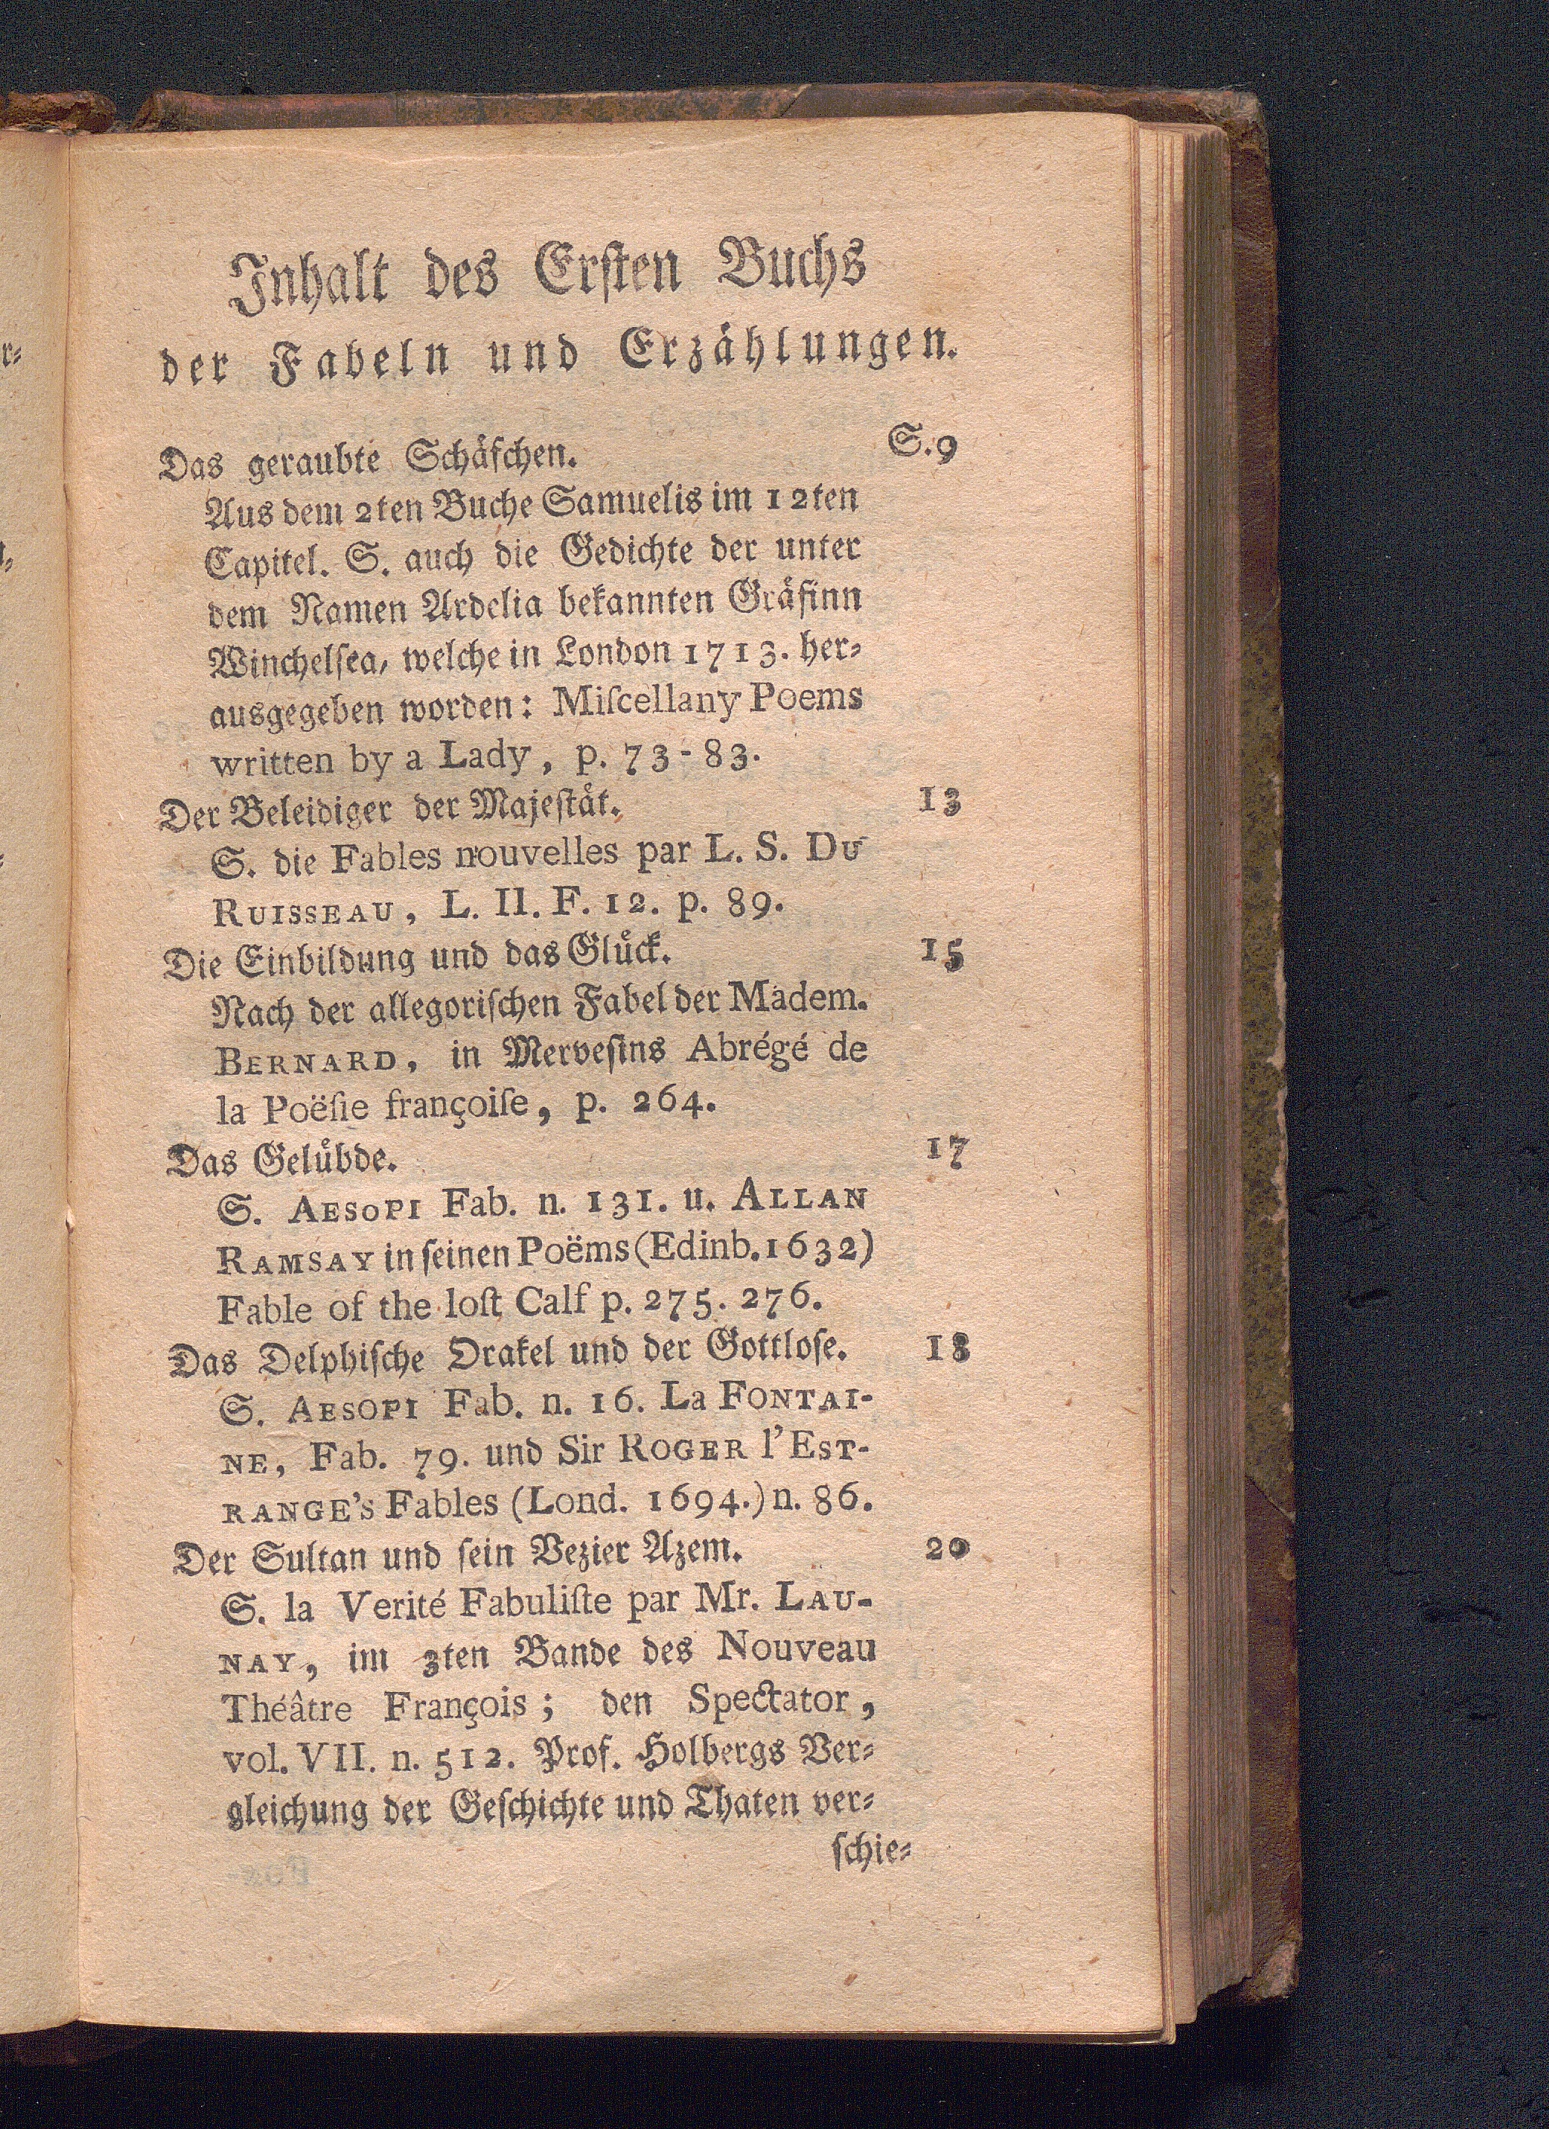 Inhalt des Erſten Buchs
der Fabeln und Erzählungen.
Das geraubte Schäfchen. S. 9
Aus dem 2ten Buche Samuelis im 12ten
Capitel. S. auch die Gedichte der unter
dem Namen Ardelia bekannten Gräfinn
Winchelſea, welche in London 1713. her-
ausgegeben worden: Miſcellany Poems
written by a Lady, p. 73-83.
Der Beleidiger der Majeſtät. 13
S. die Fables nouvelles par L. S. DU
RUISSEAU, L. II. F. 12. p. 89.
Die Einbildung und das Glück. 15
Nach der allegoriſchen Fabel der Madem.
BERNARD, in Merveſins Abrégé de
la Poëſie françoiſe, p. 264.
Das Gelübde. 17
S. AESOPI Fab. n. 131. u. ALLAN
RAMSAY in ſeinen Poëms (Edinb. 1632)
Fable of the loſt Calf p. 275. 276.
Das Delphiſche Orakel und der Gottloſe. 18
S. AESOPI Fab. n. 16. La FONTAI-
NE, Fab. 79. und Sir ROGER l'EST-
RANGE's Fables (Lond. 1694.) n. 86.
Der Sultan und ſein Vezier Azem. 20
S. la Verité Fabuliſte par Mr. LAU-
NAY, im 3ten Bande des Nouveau
Théâtre François; den Spectator,
vol. VII. n. 512. Prof. Holbergs Ver-
gleichung der Geſchichte und Thaten ver-
ſchie-